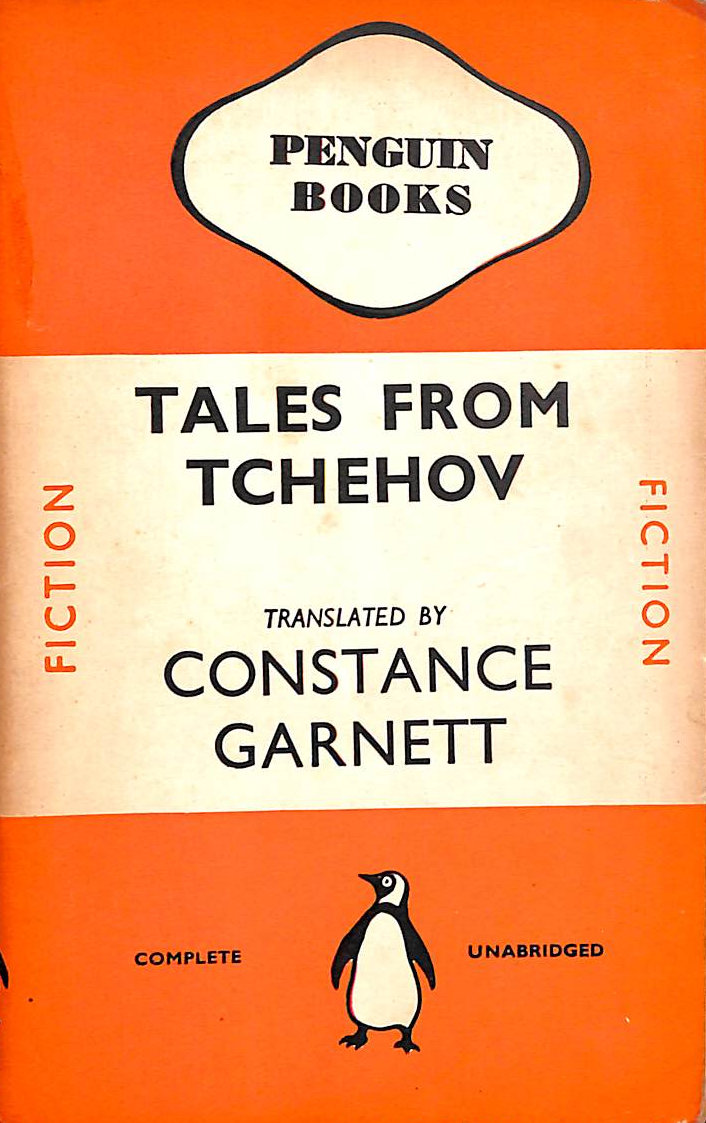 PENGUIN
BOOKS
TALES FROM
TCHEHOV
FICTION
FICTION
TRANSLATED BY
CONSTANCE
GARNETT
COMPLETE
UNABRIDGED